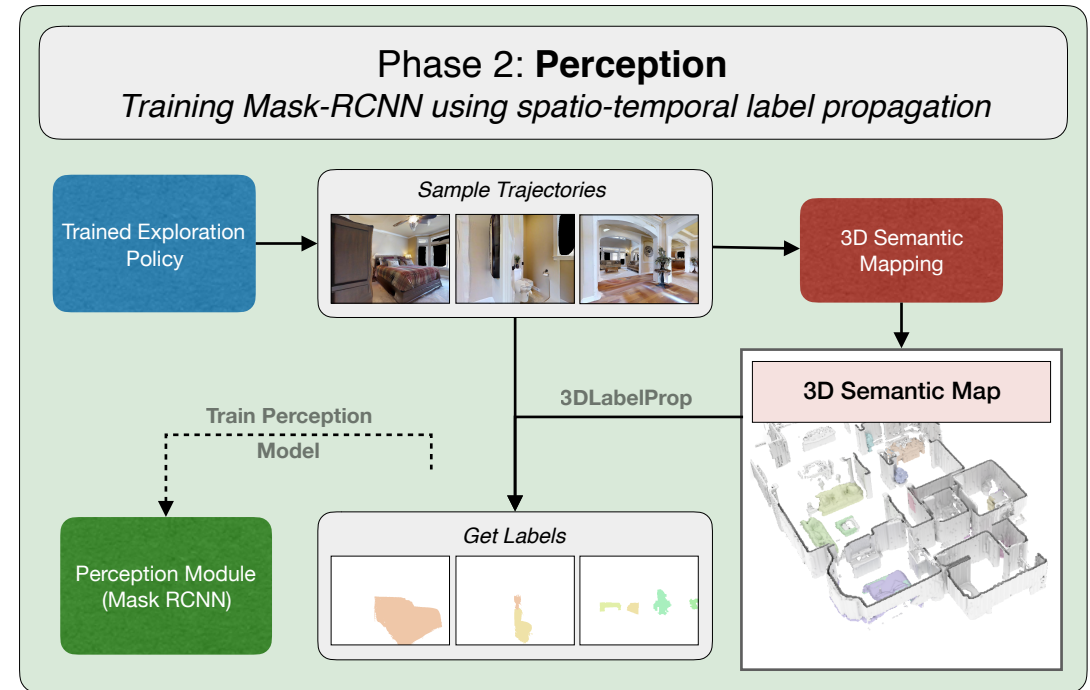 Phase 2: Perception
Training Mask-RCNN using spatio-temporal label propagation
Trained Exploration
Policy
Sample Trajectories
3D Semantic
Mapping
3D Semantic Map
3DLabelProp
Train Perception
Model
Perception Module
(Mask RCNN)
Get Labels